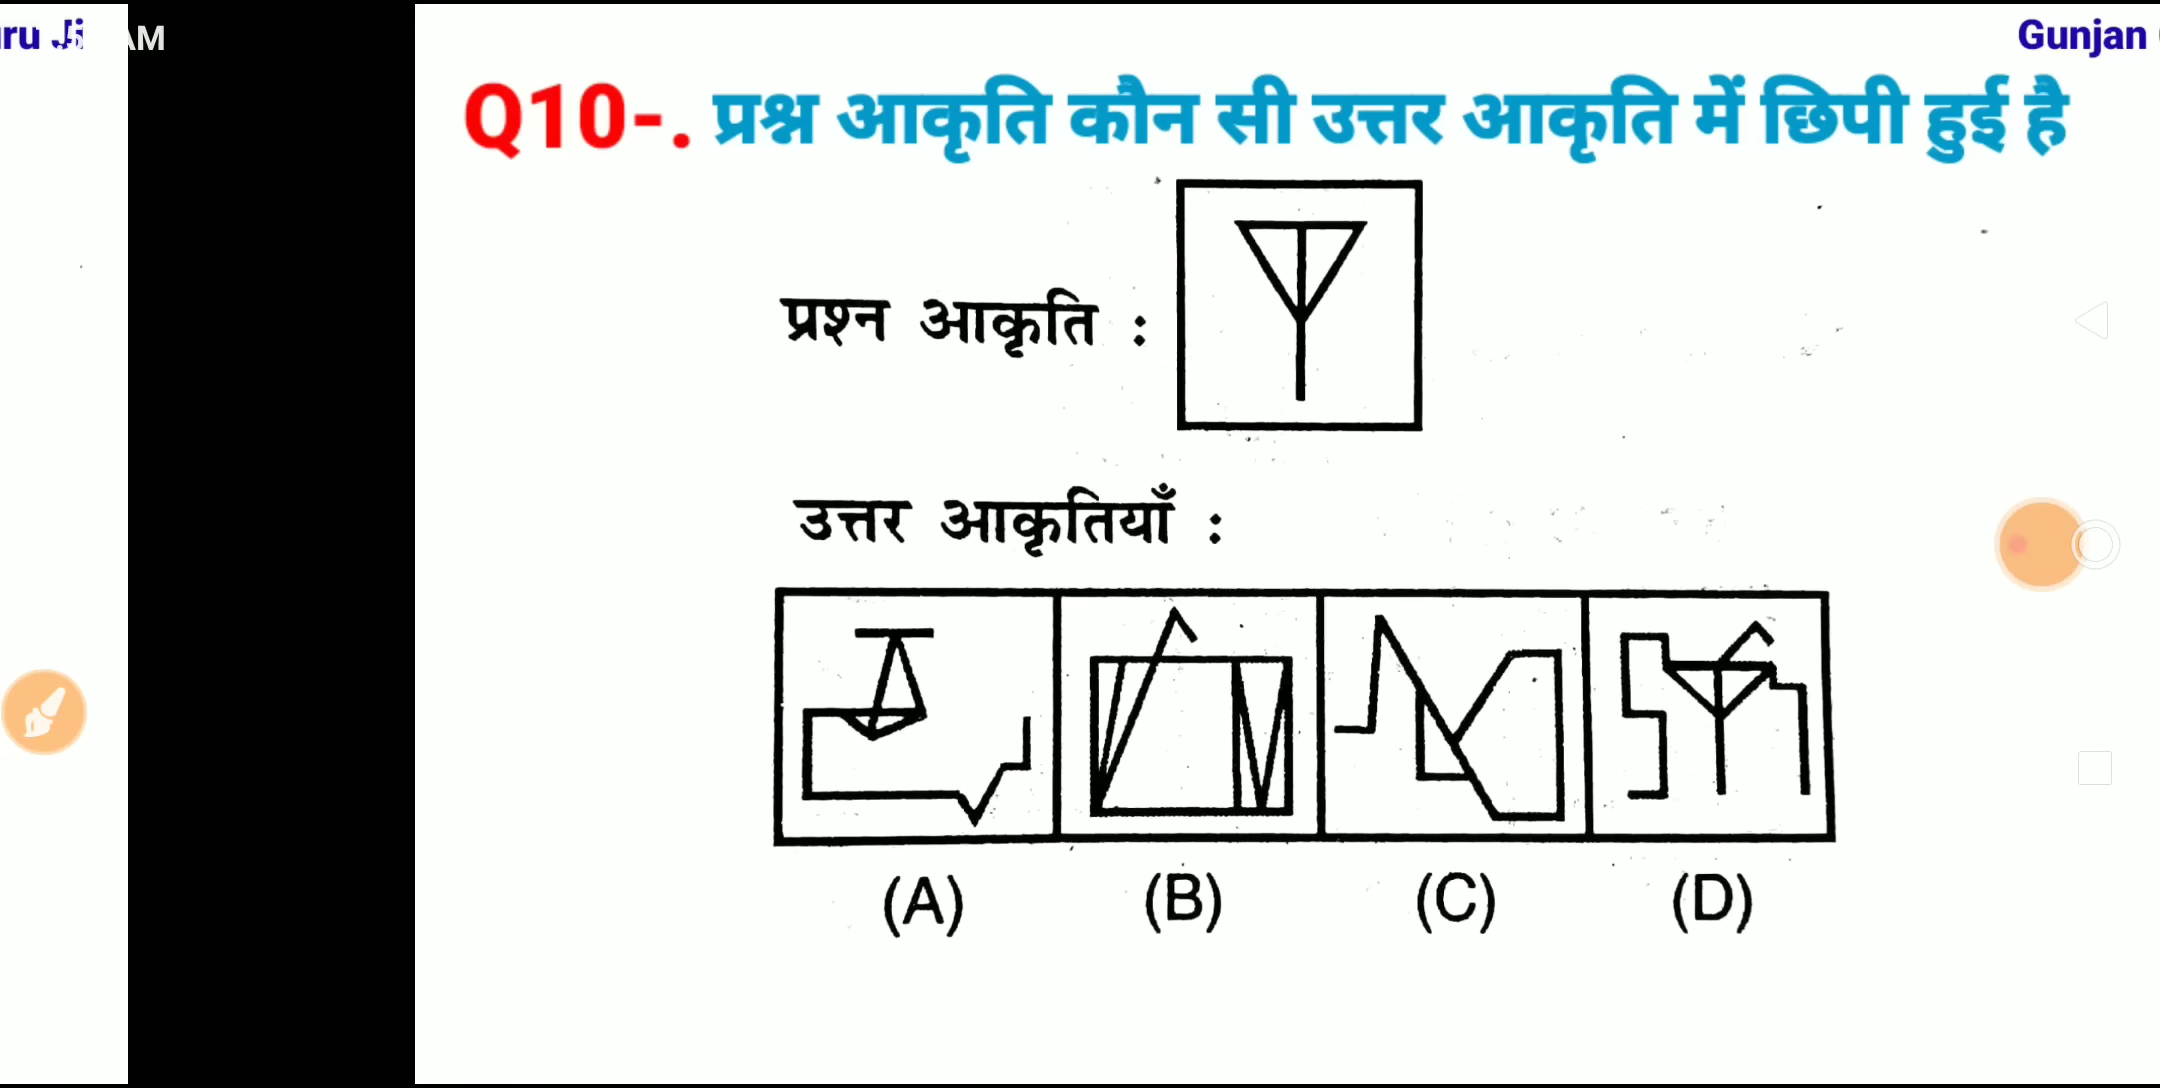 Gunjan
Q10-. प्रश्न आकृति कौन सी उत्तर आकृति में छिपी हुई है
प्रश्न आकृति :
उत्तर आकृतियाँ :
(A) (B) (C) (D)